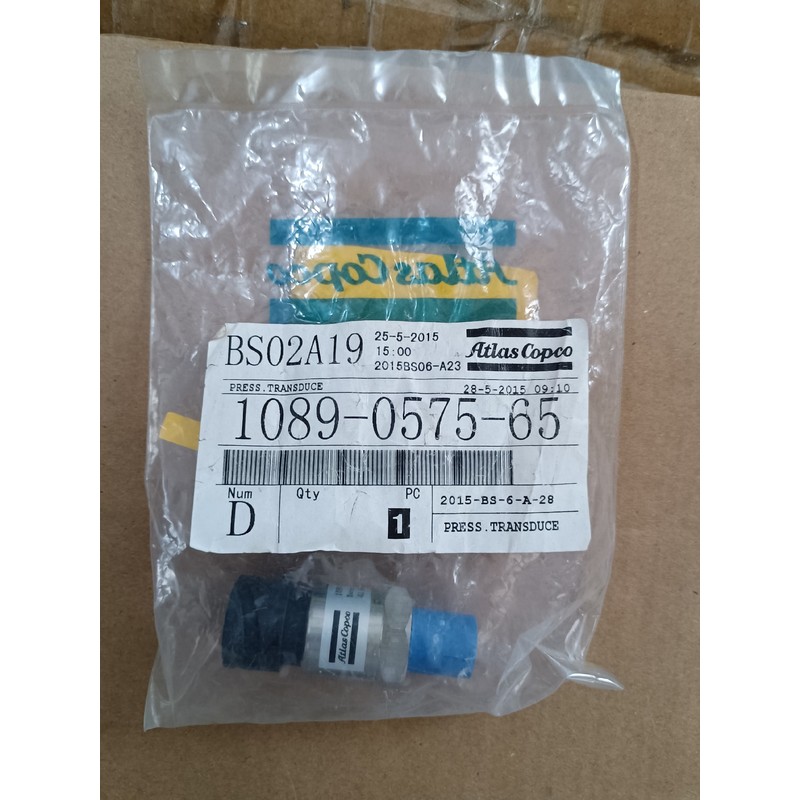 Atlas Copco
BS02A19
25-5-2015
15:00
2015BS06-A23
Atlas Copco
PRESS.TRANSDUCE
28-5-2015 09:10
1089-0575-65
Num
Qty
PC
2015-BS-6-A-28
D
1
PRESS.TRANSDUCE
Atlas Copco